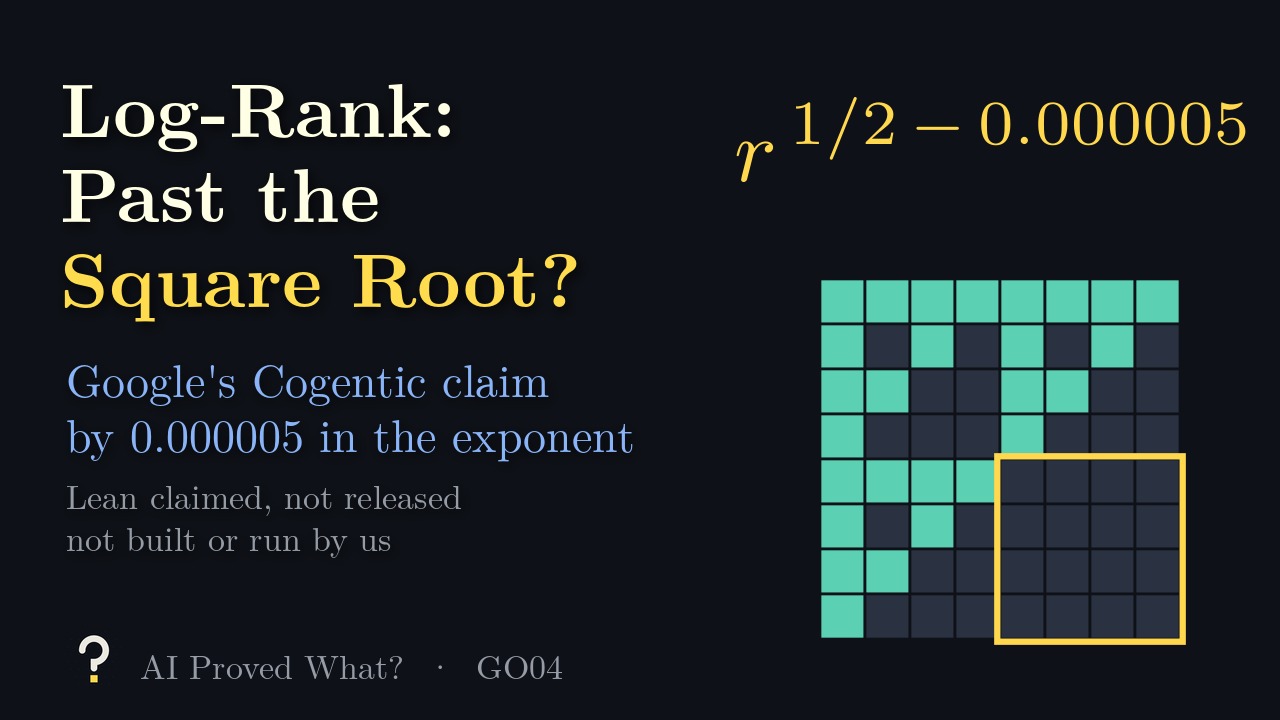 Log-Rank:
Past the
Square Root?
r^{1/2 − 0.000005}
Google's Cogentic claim
by 0.000005 in the exponent
Lean claimed, not released
not built or run by us
? AI Proved What? · GO04